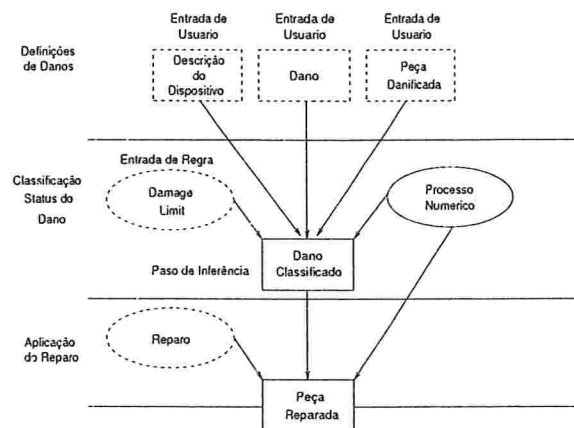 Entrada de
Usuario
Entrada de
Usuario
Entrada de
Usuario
Definições
de Danos
Descrição
do
Dispositivo
Dano
Peça
Danificada
Entrada de Regra
Classificação
Status do
Dano
Damage
Limit
Processo
Numerico
Dano
Classificado
Paso de Inferência
Aplicação
do Reparo
Reparo
Peça
Reparada